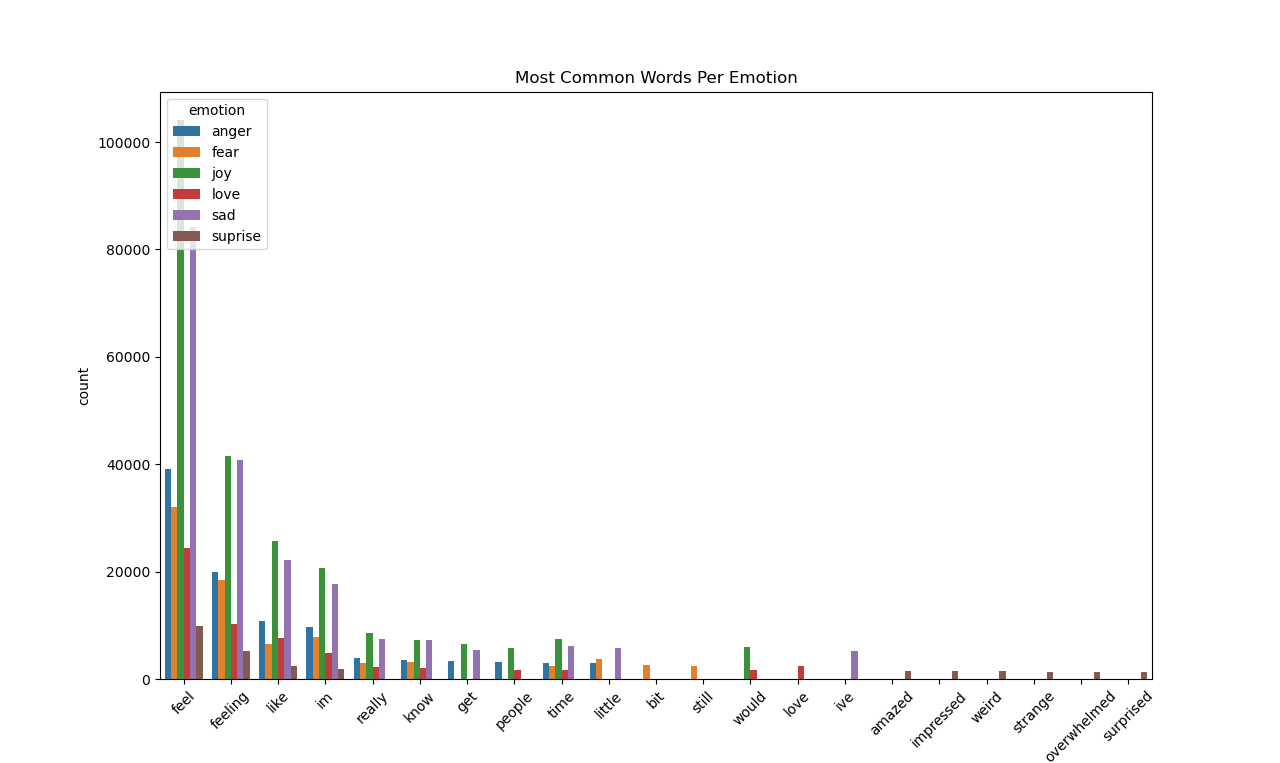 Most Common Words Per Emotion
emotion
anger
fear
joy
love
sad
suprise
count
100000
80000
60000
40000
20000
0
feel
feeling
like
im
really
know
get
people
time
little
bit
still
would
love
ive
amazed
impressed
weird
strange
overwhelmed
surprised